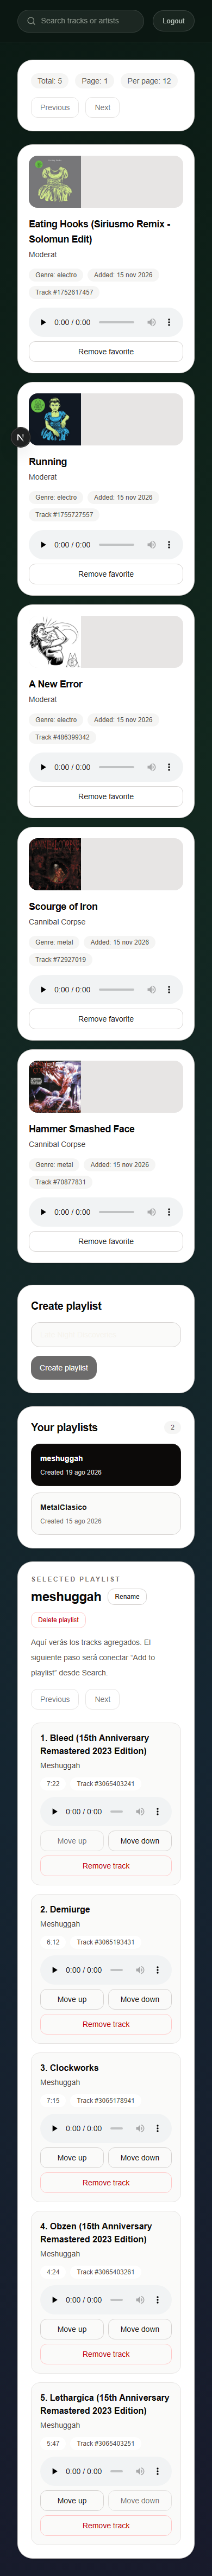 Search tracks or artists
Logout
Total: 5 Page: 1 Per page: 12
Previous Next
Eating Hooks (Siriusmo Remix -
Solomun Edit)
Moderat
Genre: electro Added: 15 nov 2026
Track #1752617457
0:00 / 0:00
Remove favorite
N
Running
Moderat
Genre: electro Added: 15 nov 2026
Track #1755727557
0:00 / 0:00
Remove favorite
A New Error
Moderat
Genre: electro Added: 15 nov 2026
Track #486399342
0:00 / 0:00
Remove favorite
Scourge of Iron
Cannibal Corpse
Genre: metal Added: 15 nov 2026
Track #72927019
0:00 / 0:00
Remove favorite
Hammer Smashed Face
Cannibal Corpse
Genre: metal Added: 15 nov 2026
Track #70877831
0:00 / 0:00
Remove favorite
Create playlist
Create playlist
Your playlists 2
meshuggah
Created 19 ago 2026
MetalClasico
Created 15 ago 2026
SELECTED PLAYLIST
meshuggah Rename
Delete playlist
Aquí verás los tracks agregados. El
siguiente paso será conectar “Add to
playlist” desde Search.
Previous Next
1. Bleed (15th Anniversary
Remastered 2023 Edition)
Meshuggah
7:22 Track #3065403241
0:00 / 0:00
Move up Move down
Remove track
2. Demiurge
Meshuggah
6:12 Track #3065193431
0:00 / 0:00
Move up Move down
Remove track
3. Clockworks
Meshuggah
7:15 Track #3065178941
0:00 / 0:00
Move up Move down
Remove track
4. Obzen (15th Anniversary
Remastered 2023 Edition)
Meshuggah
4:24 Track #3065403261
0:00 / 0:00
Move up Move down
Remove track
5. Lethargica (15th Anniversary
Remastered 2023 Edition)
Meshuggah
5:47 Track #3065403251
0:00 / 0:00
Move up Move down
Remove track